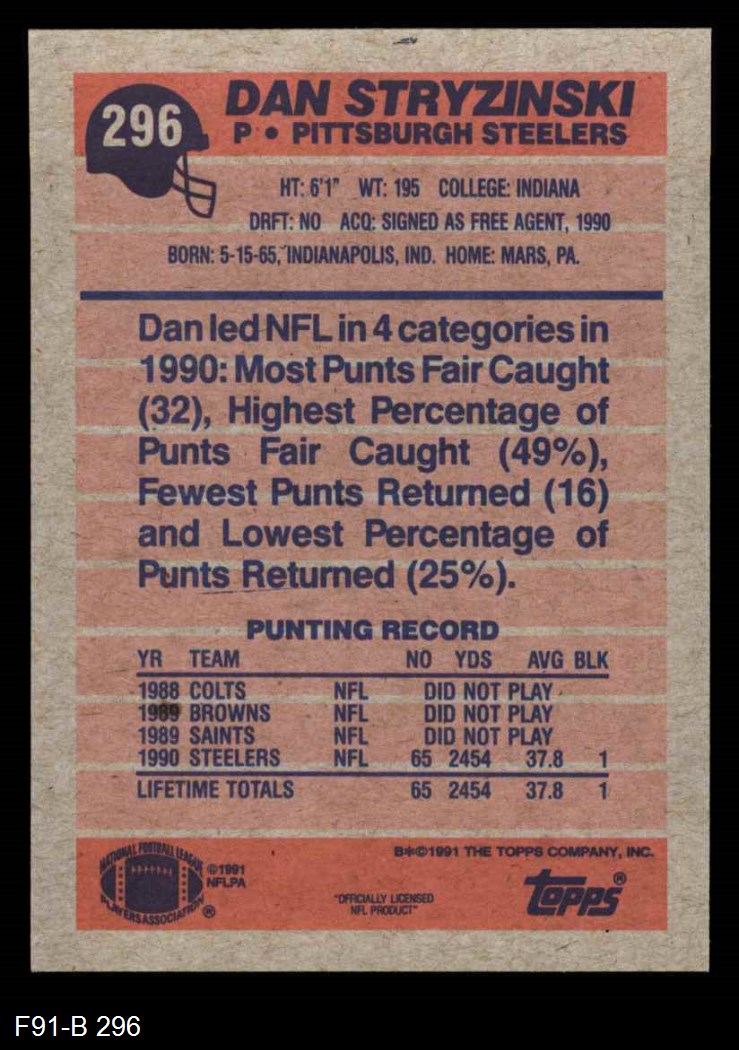 296
DAN STRYZINSKI
P • PITTSBURGH STEELERS
HT: 6'1" WT: 195 COLLEGE: INDIANA
DRFT: NO ACQ: SIGNED AS FREE AGENT, 1990
BORN: 5-15-65, INDIANAPOLIS, IND. HOME: MARS, PA.
Dan led NFL in 4 categories in
1990: Most Punts Fair Caught
(32), Highest Percentage of
Punts Fair Caught (49%),
Fewest Punts Returned (16)
and Lowest Percentage of
Punts Returned (25%).
PUNTING RECORD
YR TEAM NO YDS AVG BLK
1988 COLTS NFL DID NOT PLAY
1989 BROWNS NFL DID NOT PLAY
1989 SAINTS NFL DID NOT PLAY
1990 STEELERS NFL 65 2454 37.8 1
LIFETIME TOTALS 65 2454 37.8 1
B*©1991 THE TOPPS COMPANY, INC.
NATIONAL FOOTBALL LEAGUE
PLAYERS ASSOCIATION ®
©1991
NFLPA
"OFFICIALLY LICENSED
NFL PRODUCT"
topps®
F91-B 296